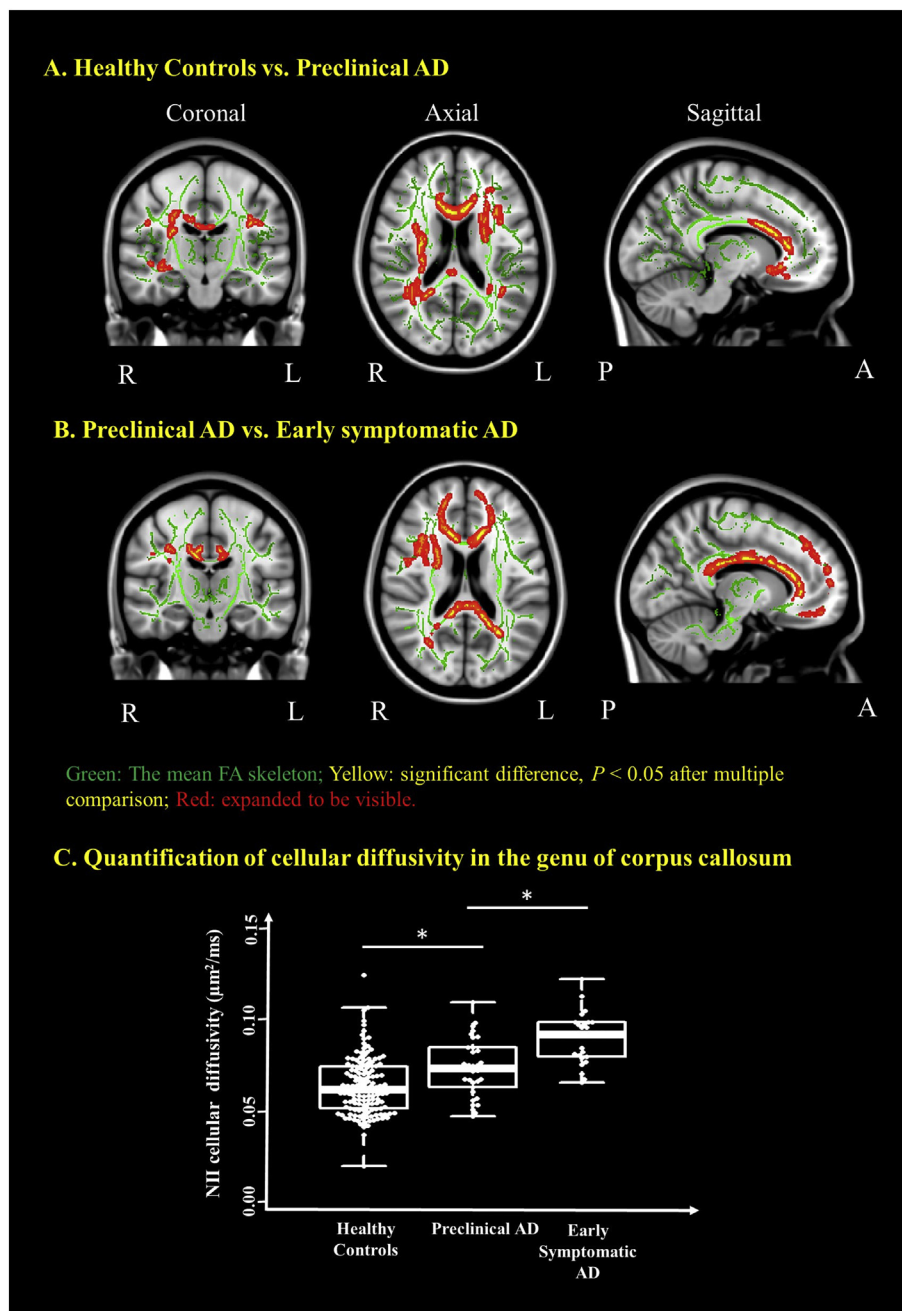 A. Healthy Controls vs. Preclinical AD
Coronal
Axial
Sagittal
R
L
R
L
P
A
B. Preclinical AD vs. Early symptomatic AD
R
L
R
L
P
A
Green: The mean FA skeleton; Yellow: significant difference, P < 0.05 after multiple
comparison; Red: expanded to be visible.
C. Quantification of cellular diffusivity in the genu of corpus callosum
*
*
NII cellular diffusivity (μm²/ms)
0.15
0.10
0.05
0.00
Healthy
Controls
Preclinical AD
Early
Symptomatic
AD